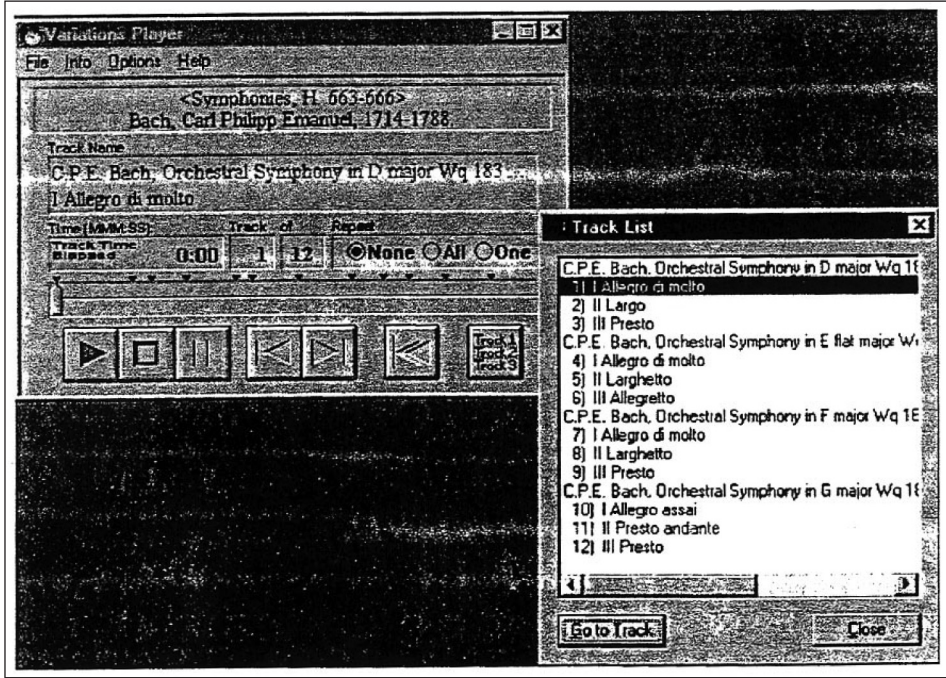 Variations Player
File Info Options Help
<Symphonies, H. 663-666>
Bach, Carl Philipp Emanuel, 1714-1788.
Track Name
C.P.E. Bach, Orchestral Symphony in D major Wq 183
I Allegro di molto
Time (MMM:SS) Track of Repeat
Track Time
Elapsed 0:00 1 12 None All One
Track 1
Track 2
Track 3
: Track List
C.P.E. Bach, Orchestral Symphony in D major Wq 18
1) I Allegro di molto
2) II Largo
3) III Presto
C.P.E. Bach, Orchestral Symphony in E flat major W
4) I Allegro di molto
5) II Larghetto
6) III Allegretto
C.P.E. Bach, Orchestral Symphony in F major Wq 18
7) I Allegro di molto
8) II Larghetto
9) III Presto
C.P.E. Bach, Orchestral Symphony in G major Wq 18
10) I Allegro assai
11) II Presto andante
12) III Presto
Go to Track Close